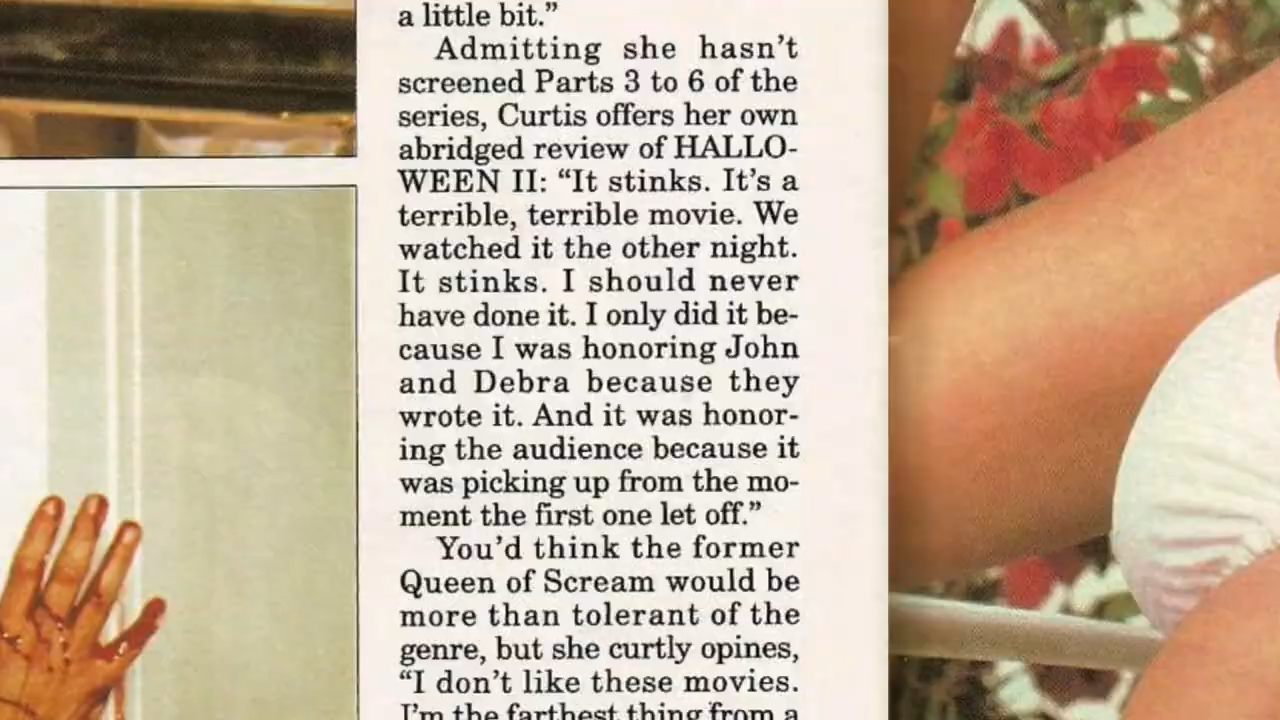 a little bit.”
Admitting she hasn't
screened Parts 3 to 6 of the
series, Curtis offers her own
abridged review of HALLO-
WEEN II: “It stinks. It's a
terrible, terrible movie. We
watched it the other night.
It stinks. I should never
have done it. I only did it be-
cause I was honoring John
and Debra because they
wrote it. And it was honor-
ing the audience because it
was picking up from the mo-
ment the first one let off.”
You'd think the former
Queen of Scream would be
more than tolerant of the
genre, but she curtly opines,
“I don't like these movies.
I'm the farthest thing from a